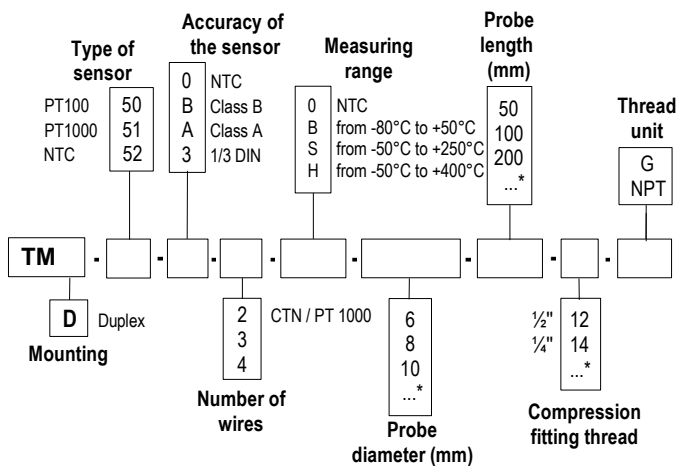 Type of
sensor
PT100 50
PT1000 51
NTC 52
Accuracy of
the sensor
0 NTC
B Class B
A Class A
3 1/3 DIN
Measuring
range
0 NTC
B from -80°C to +50°C
S from -50°C to +250°C
H from -50°C to +400°C
Probe
length
(mm)
50
100
200
...*
Thread
unit
G
NPT
TM - - - - - - - -
D Duplex
Mounting
2 CTN / PT 1000
3
4
Number of
wires
6
8
10
...*
Probe
diameter (mm)
½" 12
¼" 14
...*
Compression
fitting thread